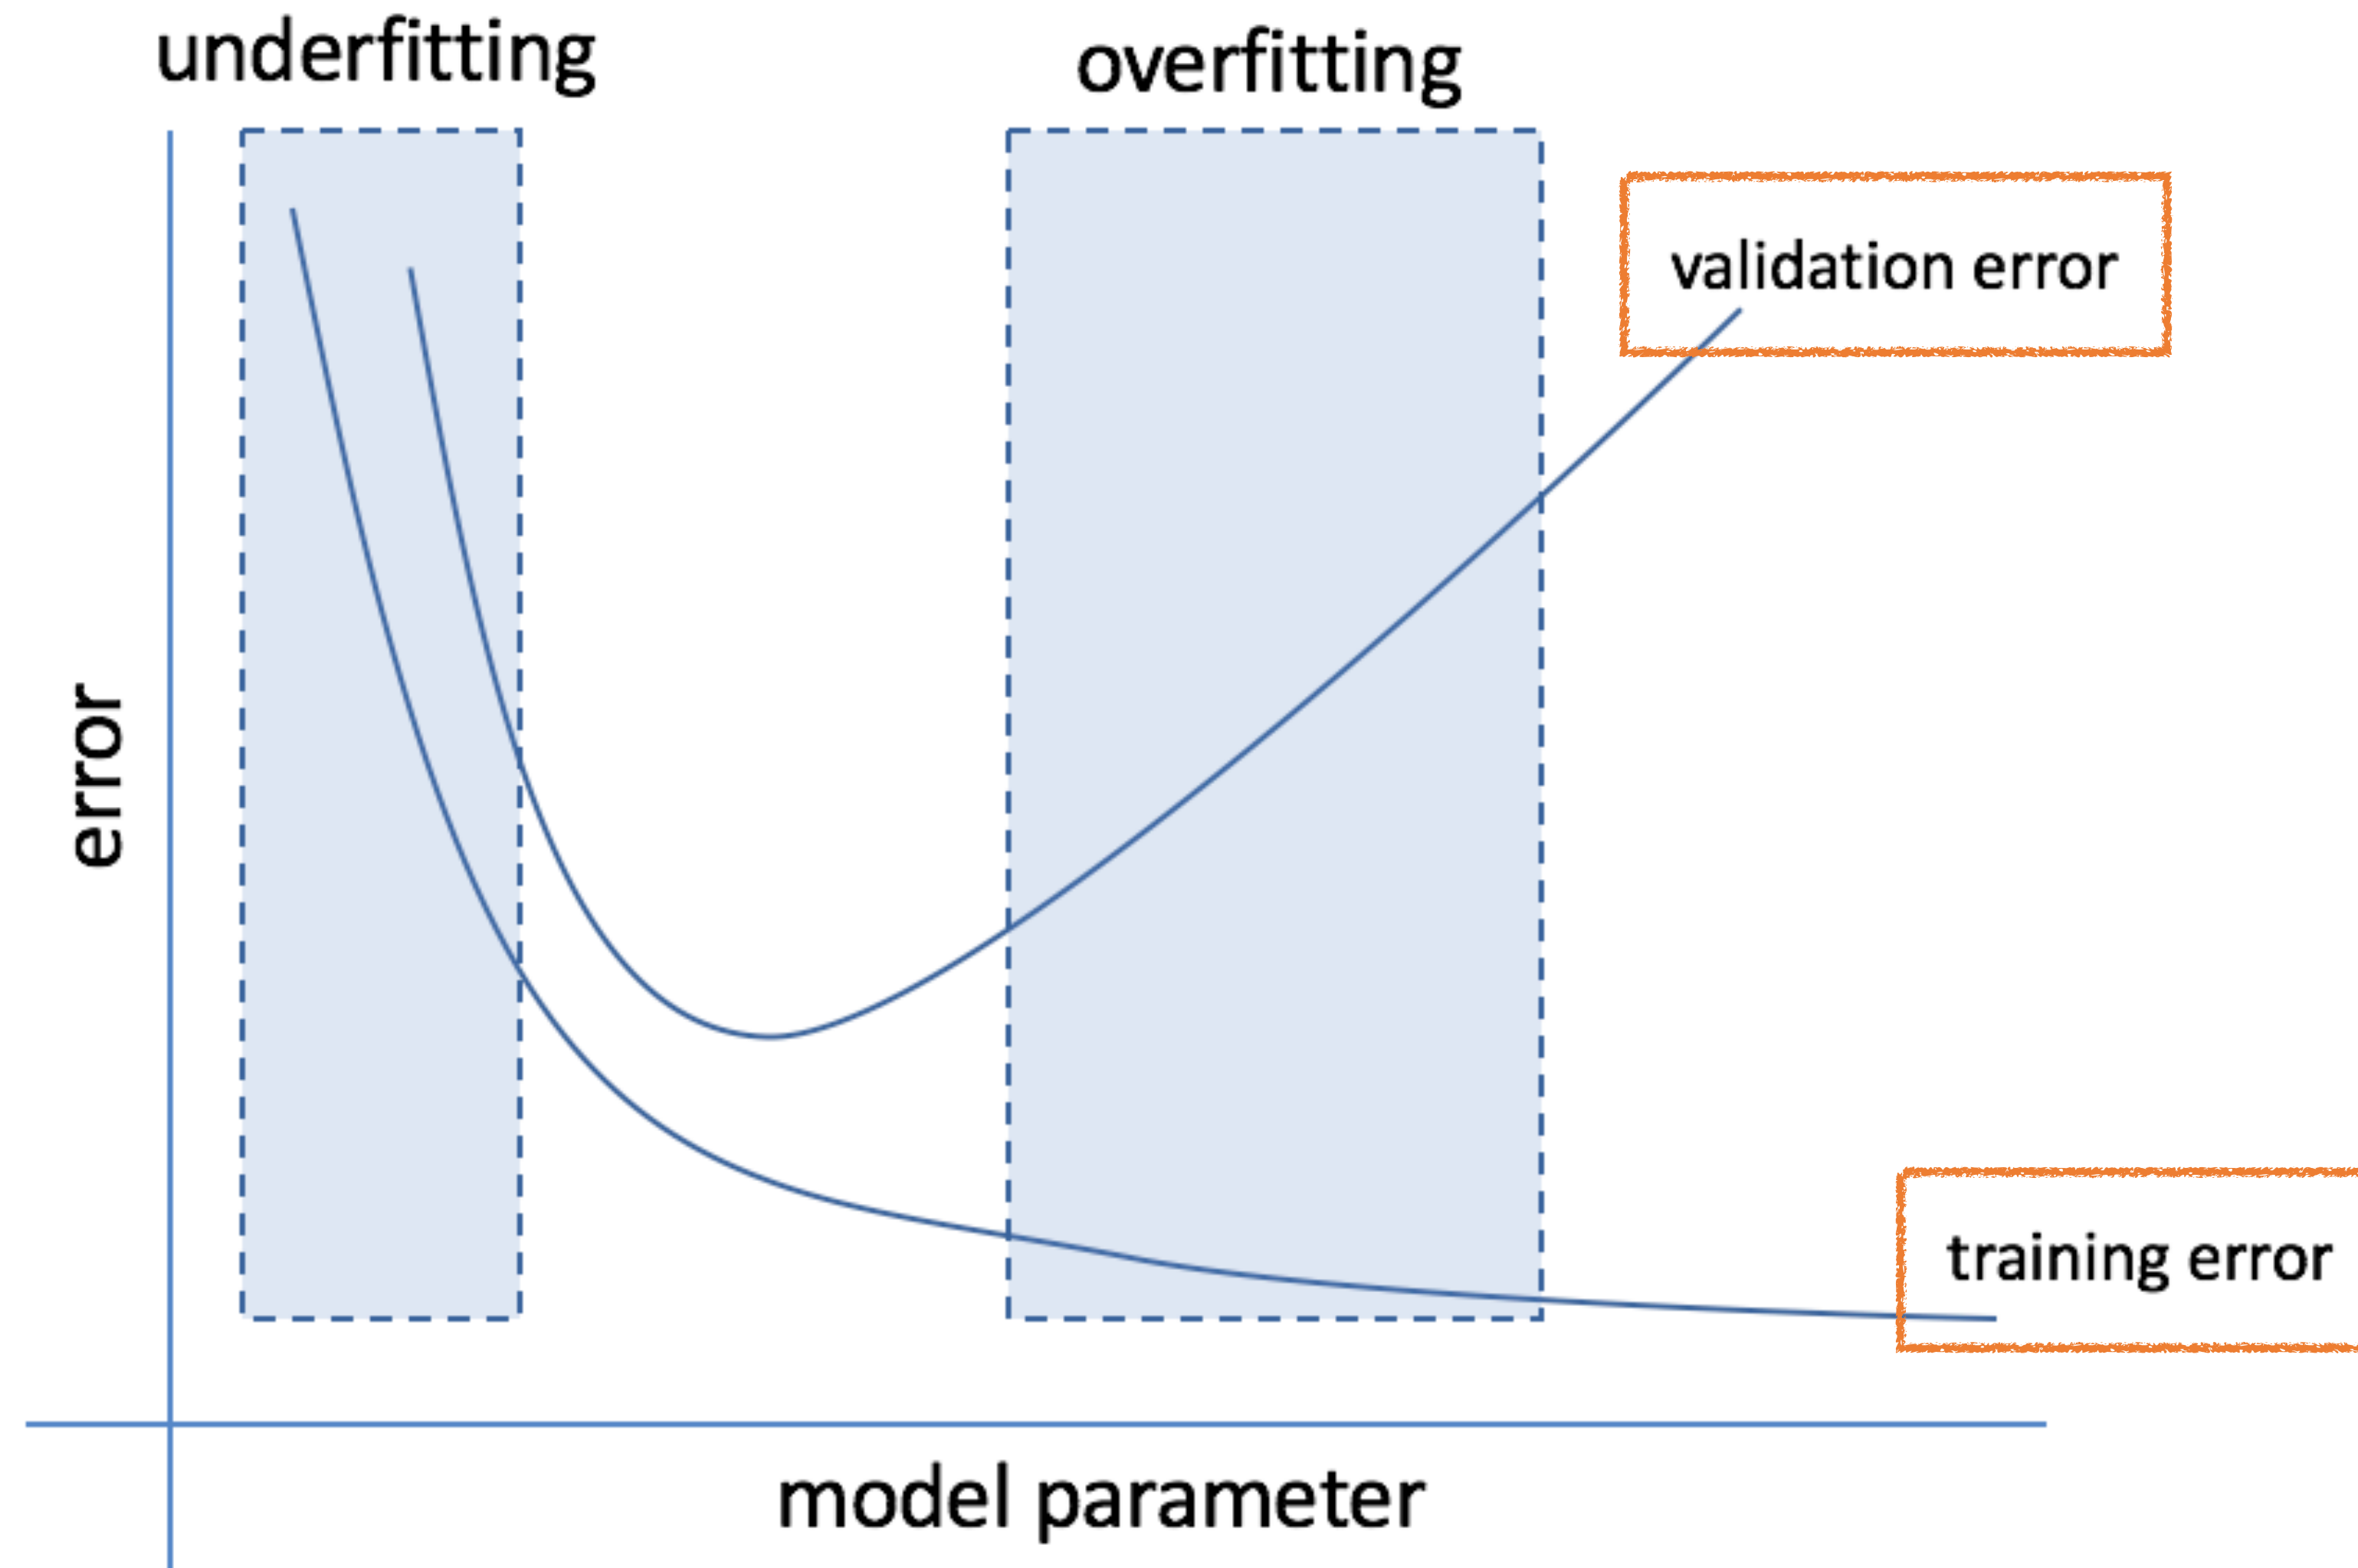 underfitting
overfitting
validation error
error
training error
model parameter